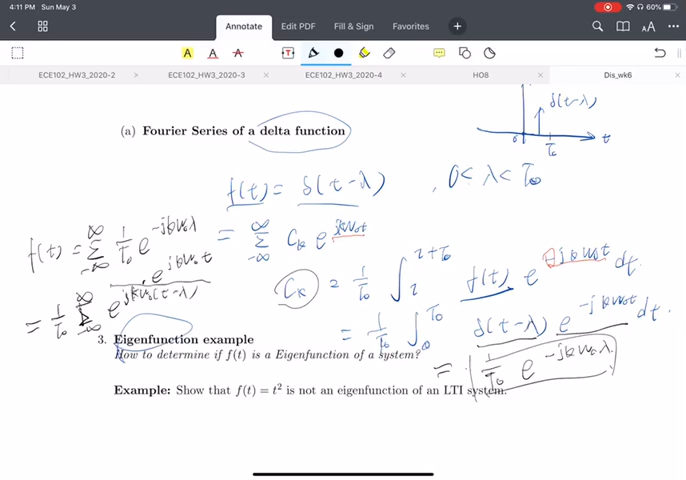 4:11 PM Sun May 3
60%
Annotate Edit PDF Fill & Sign Favorites
ECE102_HW3_2020-2 ECE102_HW3_2020-3 ECE102_HW3_2020-4 HO8 Dis_wk6
(a) Fourier Series of a delta function
δ(t-λ)
0 T₀ t
f(t) = δ(t-λ) , 0 < λ < T₀
= ∑_{-∞}^{∞} C_k e^{jkω₀t}
C_k = 1/T₀ ∫_τ^{τ+T₀} f(t) e^{-jkω₀t} dt.
= 1/T₀ ∫_0^{T₀} δ(t-λ) e^{-jkω₀t} dt.
= 1/T₀ e^{-jkω₀λ}
f(t) = ∑_{-∞}^{∞} 1/T₀ e^{-jkω₀λ}
· e^{jkω₀t}
= 1/T₀ ∑_{-∞}^{∞} e^{jkω₀(t-λ)}
3. Eigenfunction example
How to determine if f(t) is a Eigenfunction of a system?
Example: Show that f(t) = t² is not an eigenfunction of an LTI system.